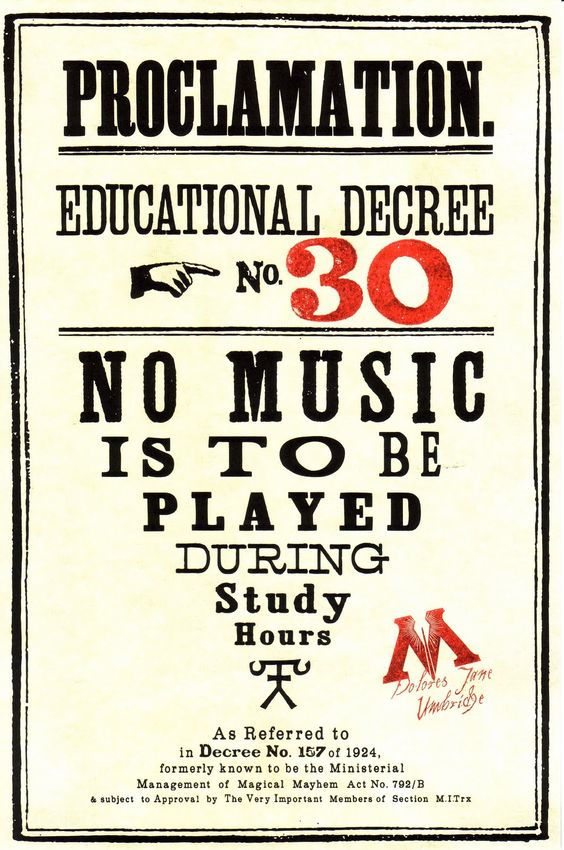 PROCLAMATION.
EDUCATIONAL DECREE
No. 30
NO MUSIC
IS TO BE
PLAYED
DURING
Study
Hours
M
Dolores Jane
Umbridge
As Referred to
in Decree No. 157 of 1924,
formerly known to be the Ministerial
Management of Magical Mayhem Act No. 792/B
& subject to Approval by The Very Important Members of Section M.I.Trx